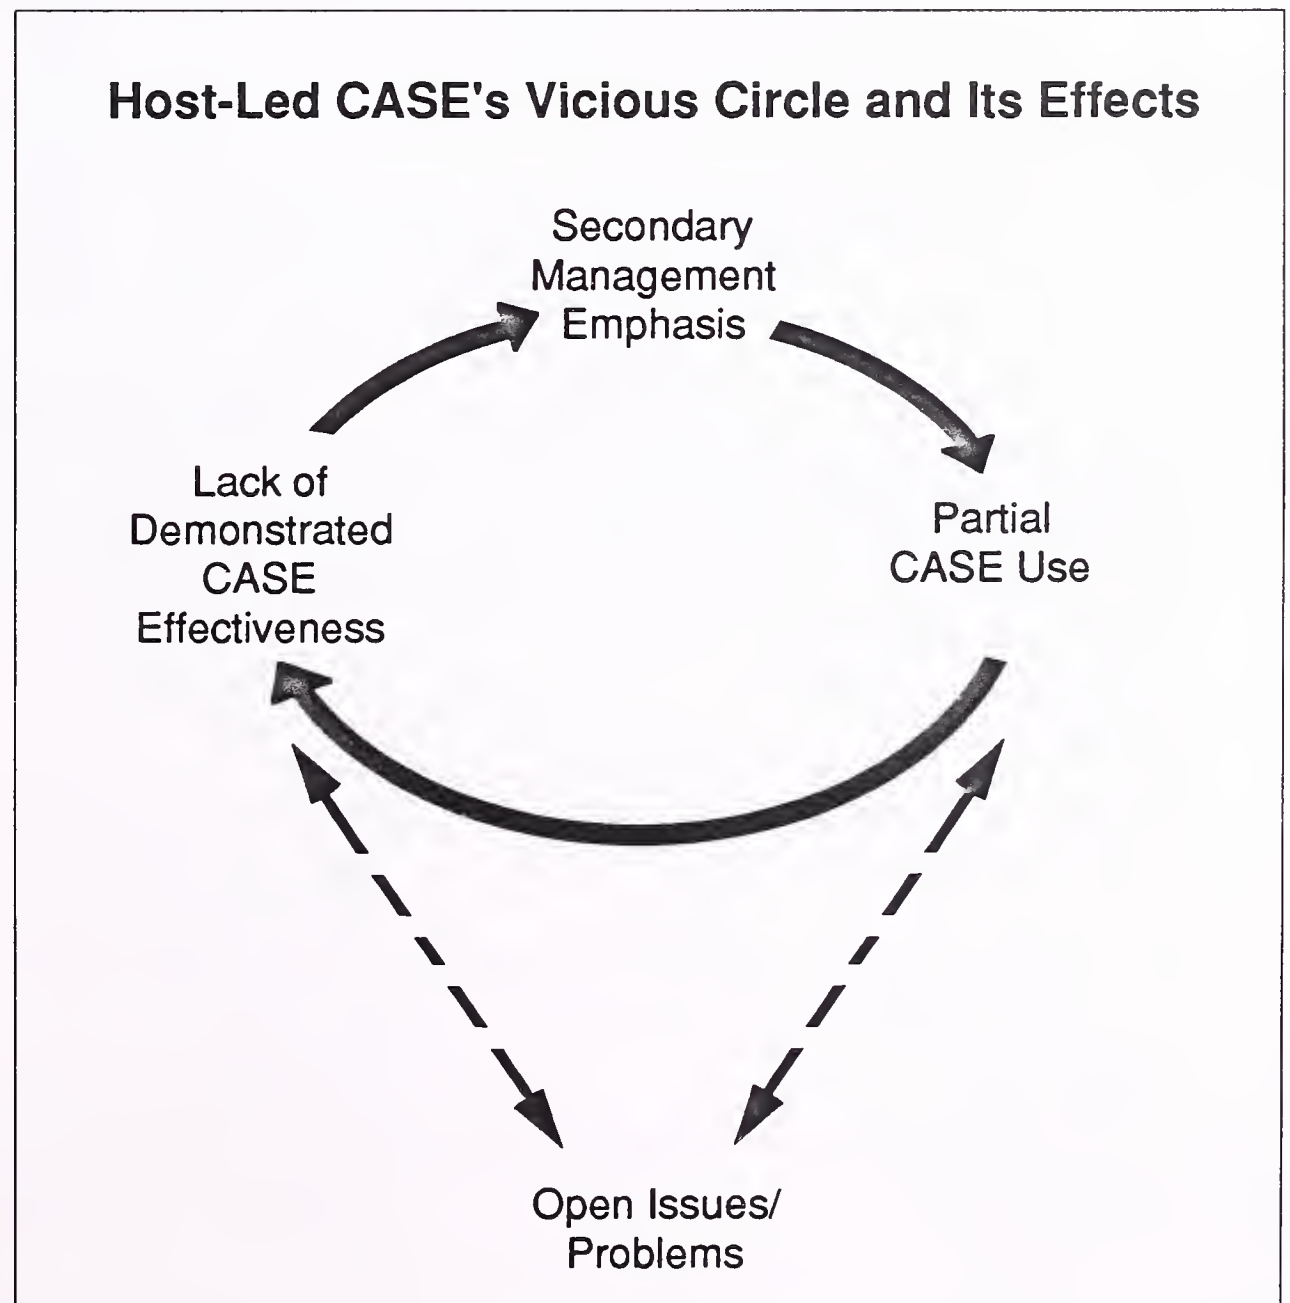 Host-Led CASE's Vicious Circle and Its Effects
Secondary
Management
Emphasis
Lack of
Demonstrated
CASE
Effectiveness
Partial
CASE Use
Open Issues/
Problems